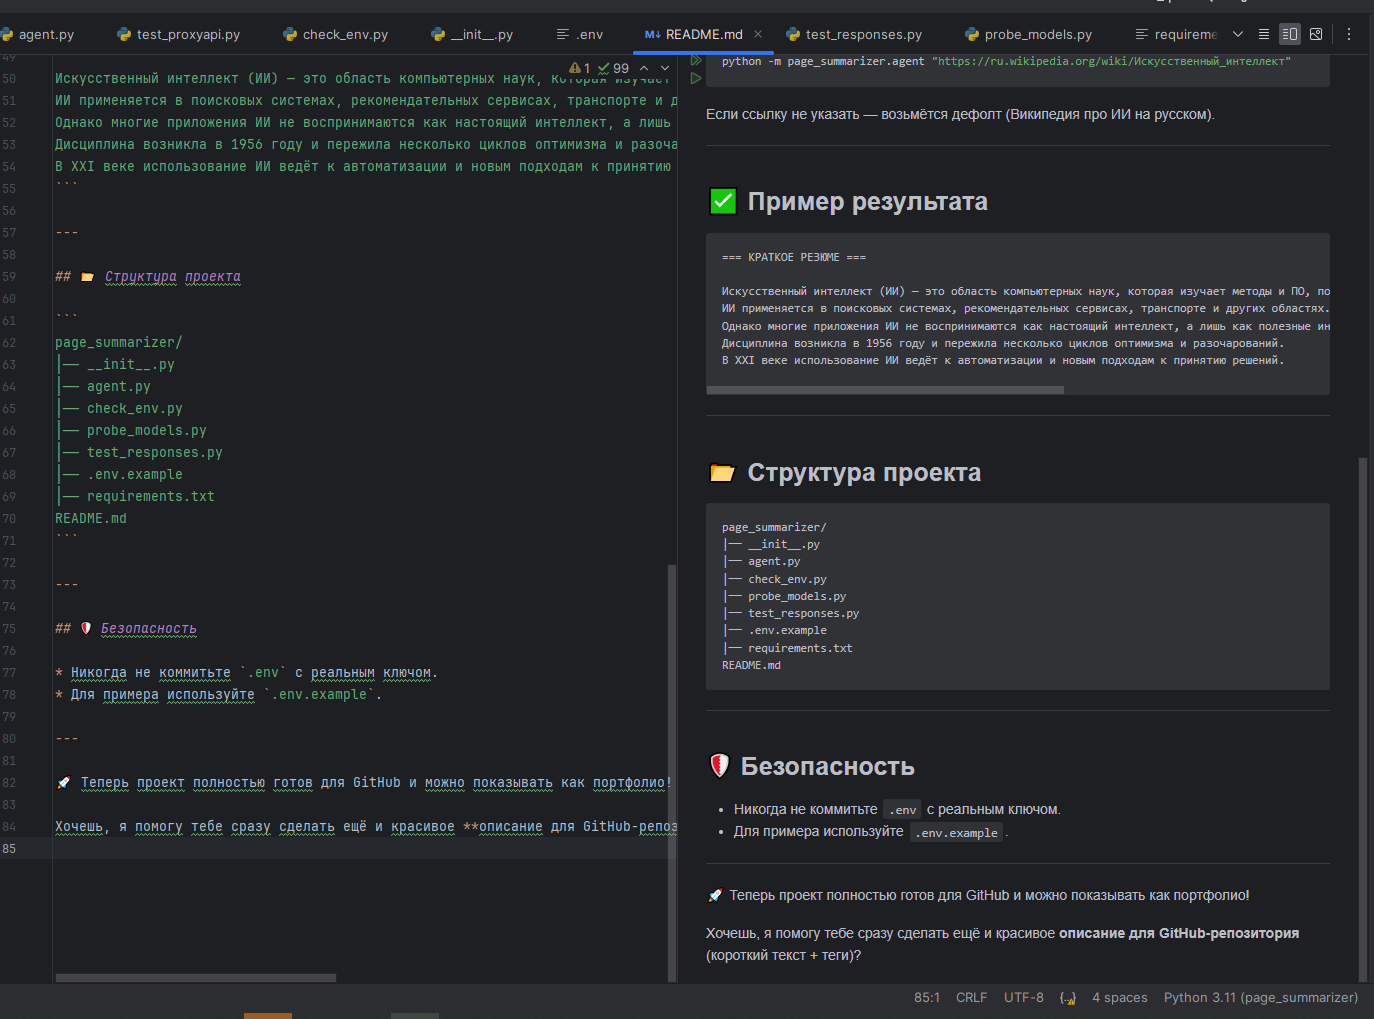 agent.py
test_proxyapi.py
check_env.py
__init__.py
.env
README.md
test_responses.py
probe_models.py
requireme
1 99
49
50 Искусственный интеллект (ИИ) — это область компьютерных наук, которая изучает
51 ИИ применяется в поисковых системах, рекомендательных сервисах, транспорте и д
52 Однако многие приложения ИИ не воспринимаются как настоящий интеллект, а лишь
53 Дисциплина возникла в 1956 году и пережила несколько циклов оптимизма и разоча
54 В XXI веке использование ИИ ведёт к автоматизации и новым подходам к принятию
55 ```
56
57 ---
58
59 ## 📂 Структура проекта
60
61 ```
62 page_summarizer/
63 │── __init__.py
64 │── agent.py
65 │── check_env.py
66 │── probe_models.py
67 │── test_responses.py
68 │── .env.example
69 │── requirements.txt
70 README.md
71 ```
72
73 ---
74
75 ## 🛡 Безопасность
76
77 * Никогда не коммитьте `.env` с реальным ключом.
78 * Для примера используйте `.env.example`.
79
80 ---
81
82 🚀 Теперь проект полностью готов для GitHub и можно показывать как портфолио!
83
84 Хочешь, я помогу тебе сразу сделать ещё и красивое **описание для GitHub-репоз
85
python -m page_summarizer.agent "https://ru.wikipedia.org/wiki/Искусственный_интеллект"
Если ссылку не указать — возьмётся дефолт (Википедия про ИИ на русском).
✅ Пример результата
=== КРАТКОЕ РЕЗЮМЕ ===
Искусственный интеллект (ИИ) — это область компьютерных наук, которая изучает методы и ПО, по
ИИ применяется в поисковых системах, рекомендательных сервисах, транспорте и других областях.
Однако многие приложения ИИ не воспринимаются как настоящий интеллект, а лишь как полезные ин
Дисциплина возникла в 1956 году и пережила несколько циклов оптимизма и разочарований.
В XXI веке использование ИИ ведёт к автоматизации и новым подходам к принятию решений.
📂 Структура проекта
page_summarizer/
│── __init__.py
│── agent.py
│── check_env.py
│── probe_models.py
│── test_responses.py
│── .env.example
│── requirements.txt
README.md
🛡 Безопасность
• Никогда не коммитьте .env с реальным ключом.
• Для примера используйте .env.example.
🚀 Теперь проект полностью готов для GitHub и можно показывать как портфолио!
Хочешь, я помогу тебе сразу сделать ещё и красивое описание для GitHub-репозитория
(короткий текст + теги)?
85:1 CRLF UTF-8 4 spaces Python 3.11 (page_summarizer)